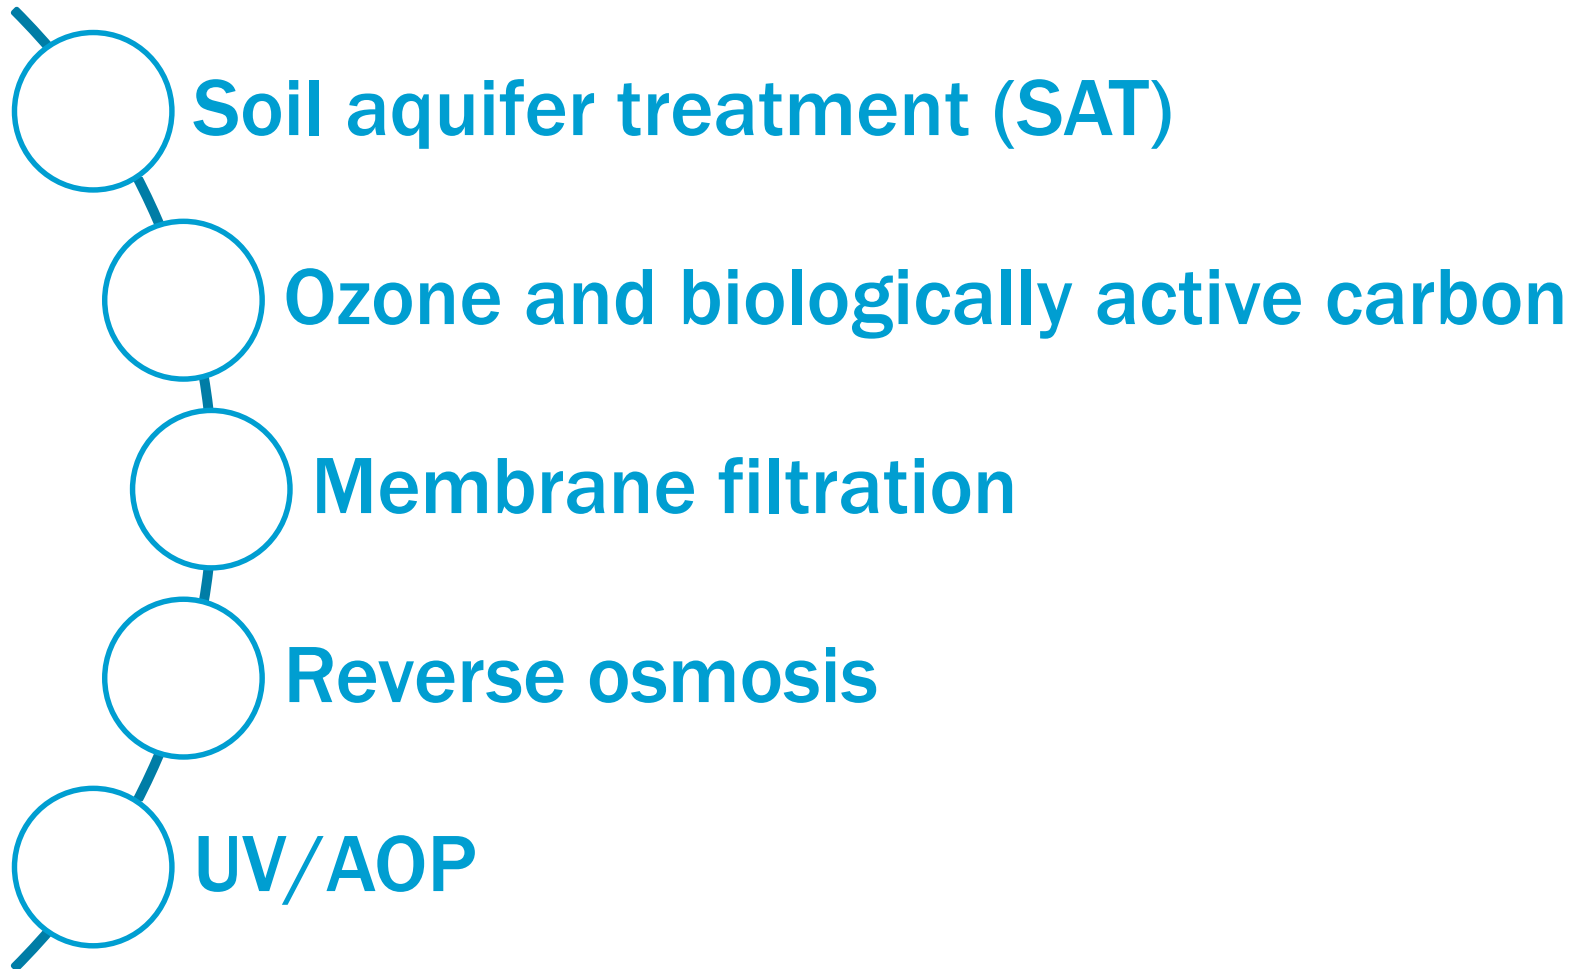 Soil aquifer treatment (SAT)
Ozone and biologically active carbon
Membrane filtration
Reverse osmosis
UV/AOP